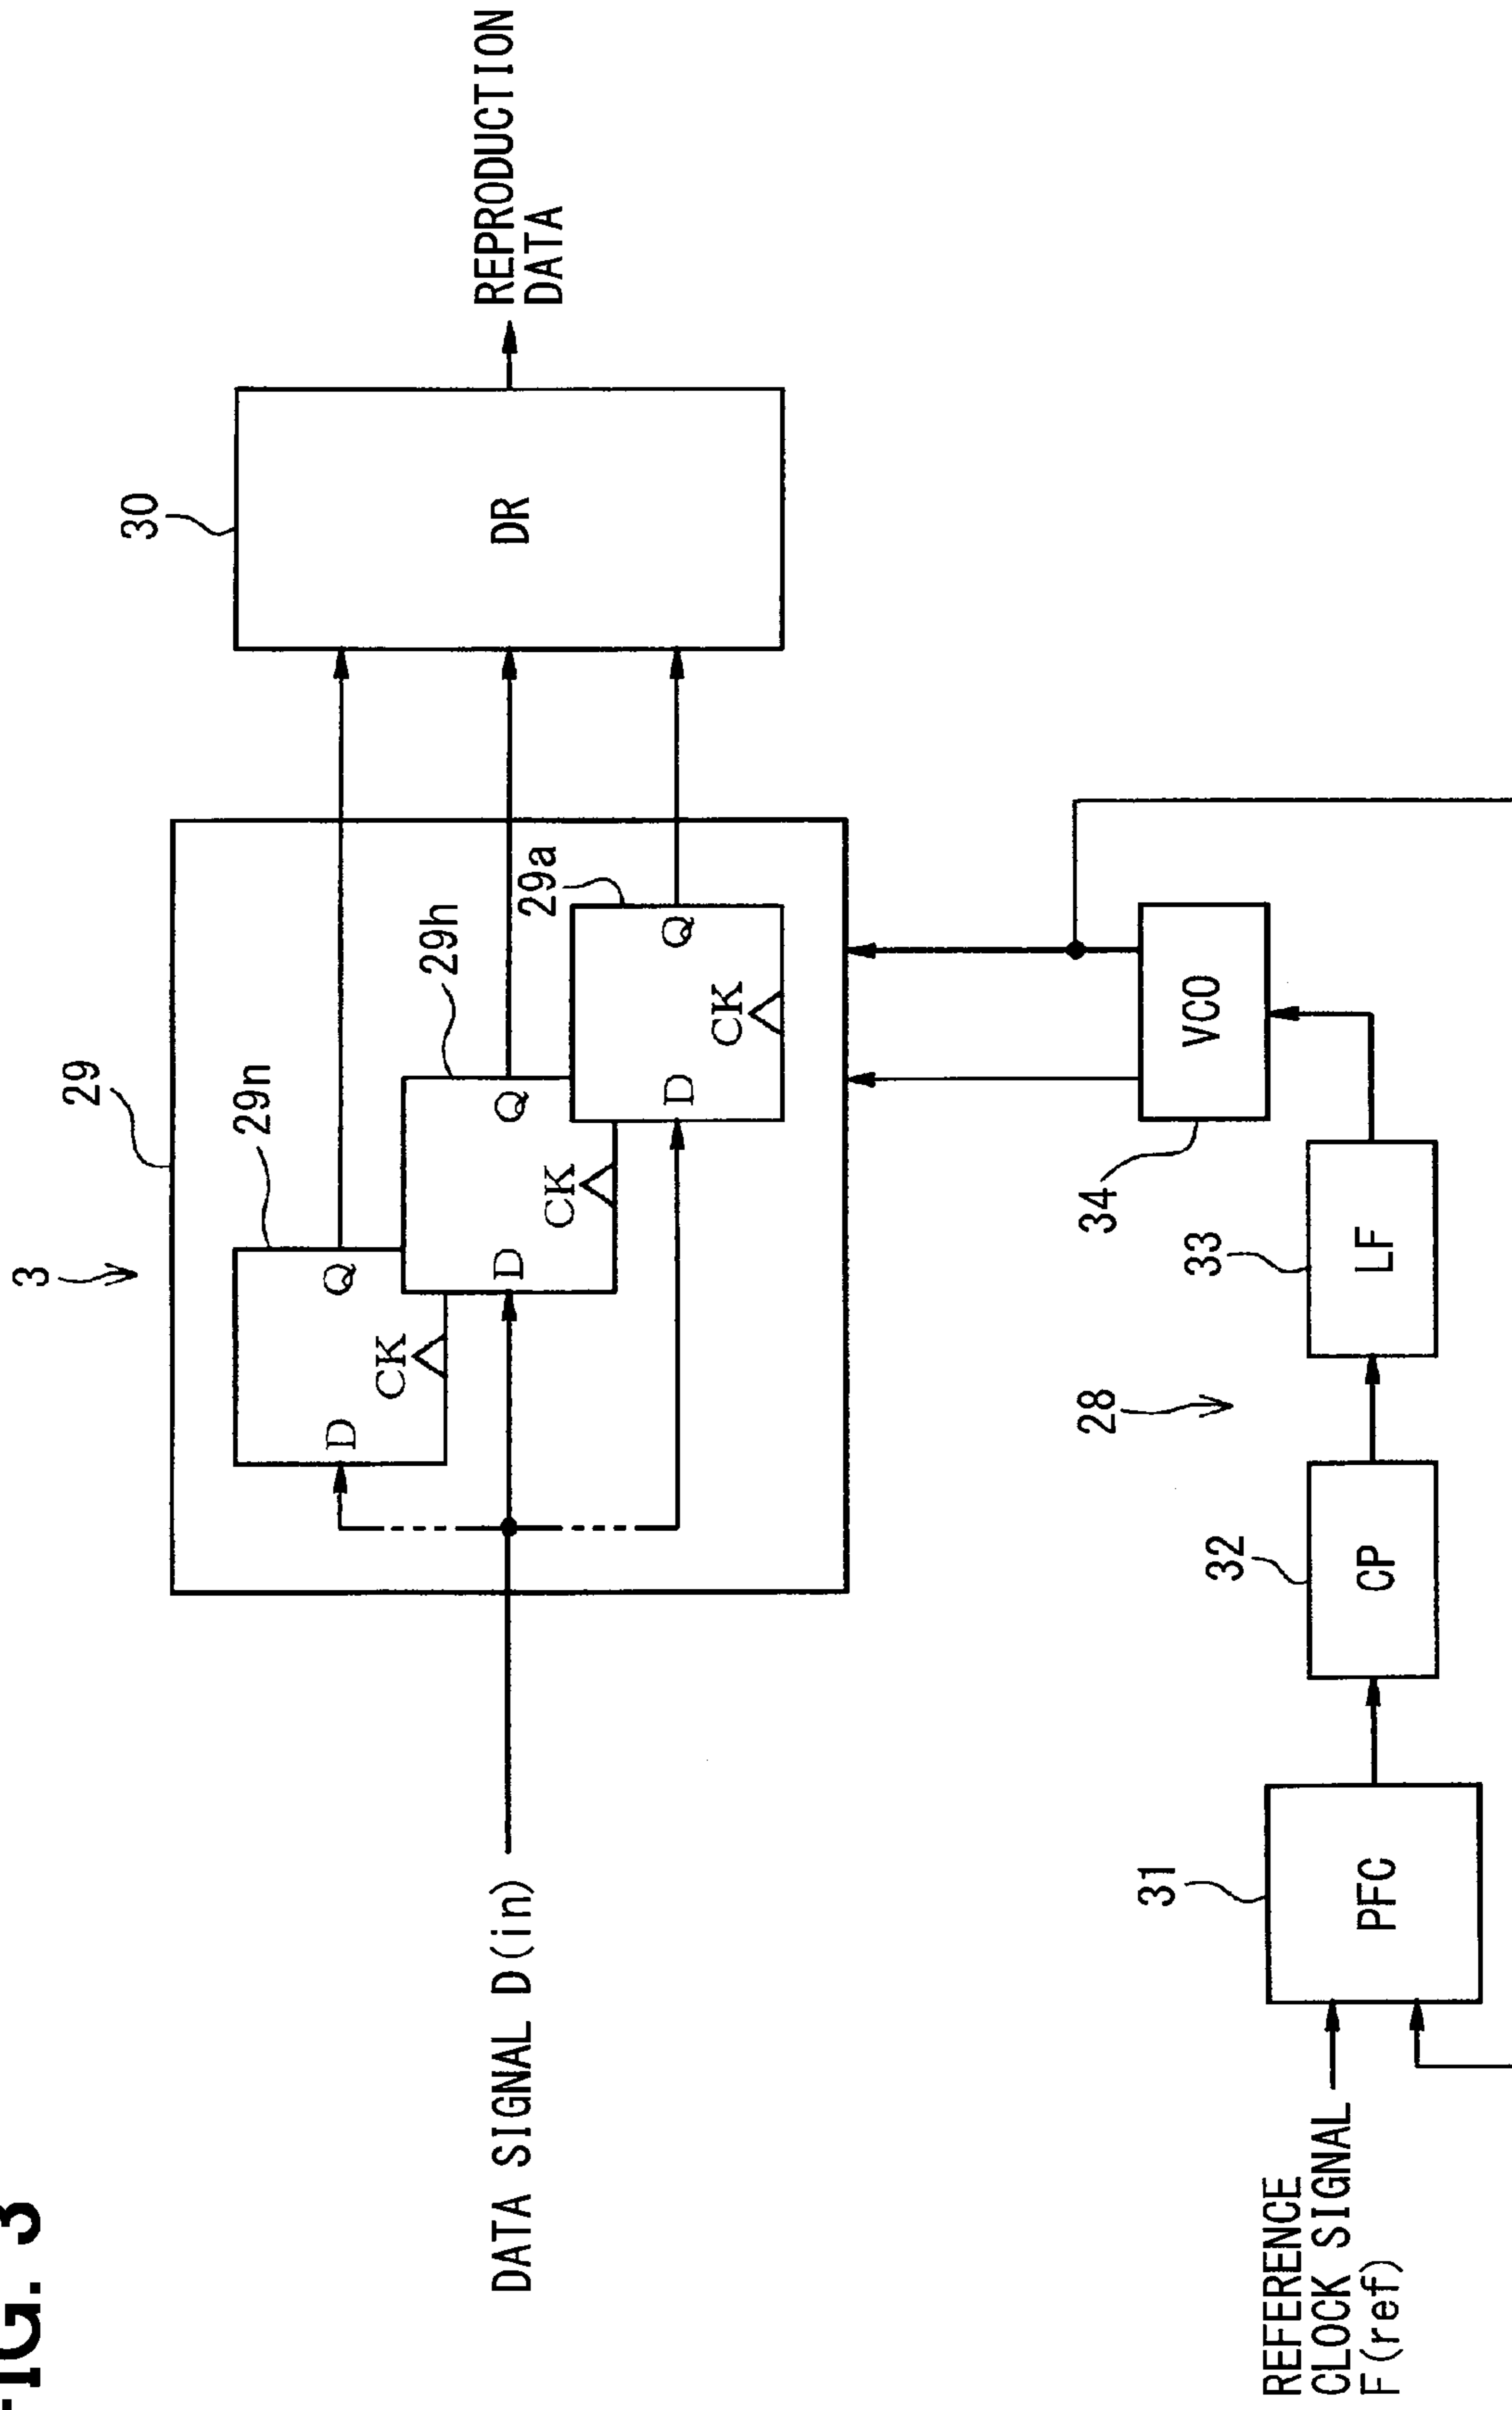 FIG. 3
3
29
30
29n
29h
29a
D
Q
CK
D
Q
CK
D
Q
CK
DR
REPRODUCTION
DATA
DATA SIGNAL D(in)
28
31
32
33
34
PFC
CP
LF
VCO
REFERENCE
CLOCK SIGNAL
F(ref)